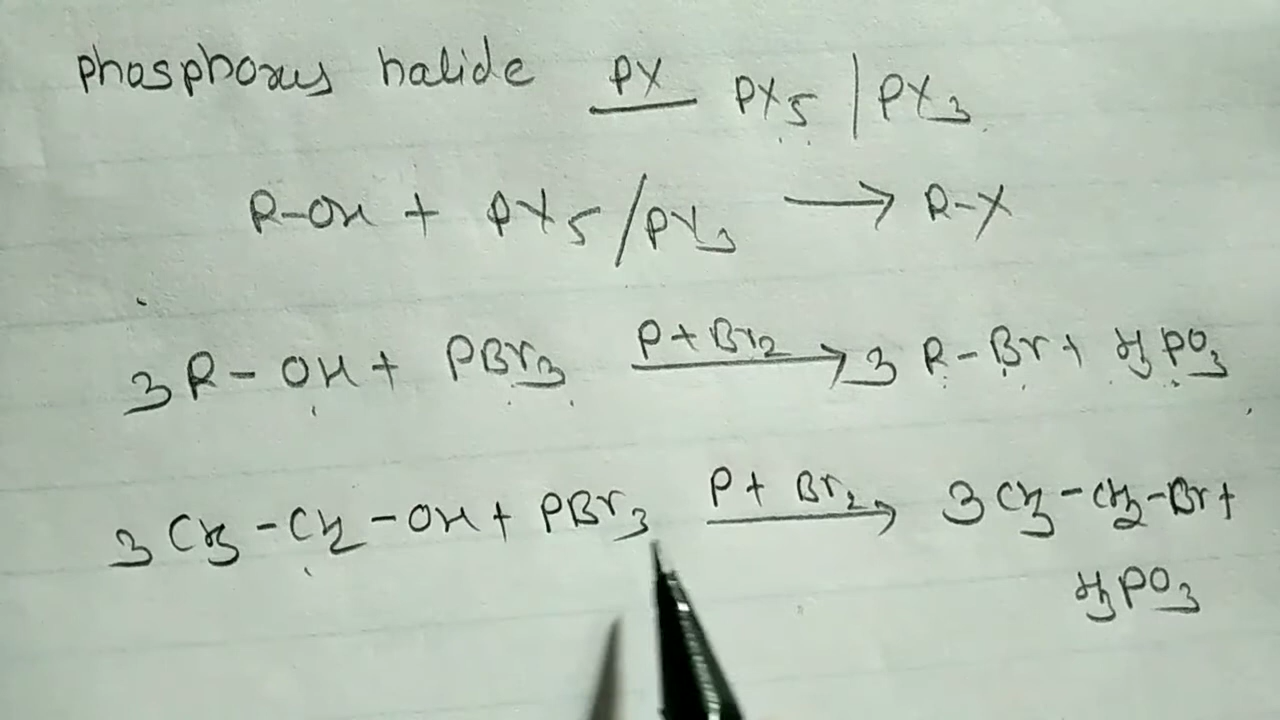 phosphorus halide PX PX5 | PX3
R-OH + PX5/PX3 → R-X
3R-OH + PBr3 P+Br2 → 3 R-Br + H3PO3
3CH3-CH2-OH + PBr3 P+Br2 → 3CH3-CH2-Br+
H3PO3